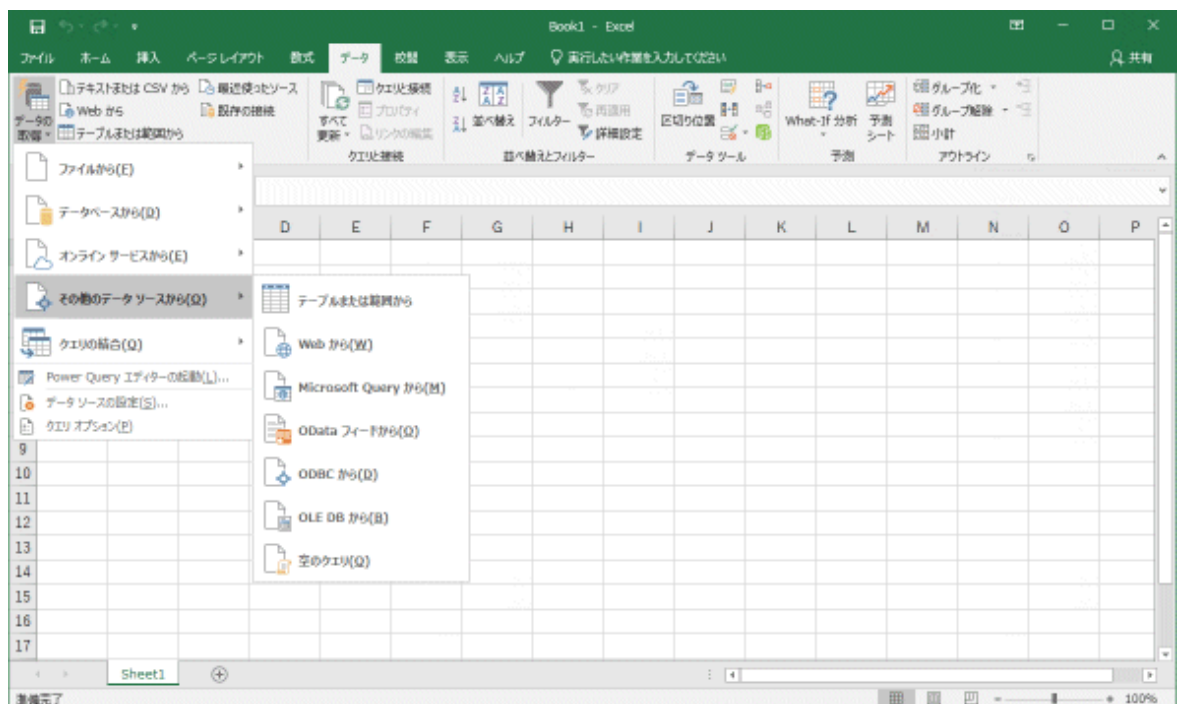 Book1 - Excel
ファイル ホーム 挿入 ページ レイアウト 数式 データ 校閲 表示 ヘルプ 実行したい作業を入力してください 共有
テキストまたは CSV から 最近使ったソース
Web から 既存の接続
テーブルまたは範囲から
データの取得
すべて更新
クエリと接続
プロパティ
リンクの編集
クエリと接続
並べ替え
フィルター
クリア
再適用
詳細設定
並べ替えとフィルター
区切り位置
データ ツール
What-If 分析
予測シート
予測
グループ化
グループ解除
小計
アウトライン
ファイルから(E)
データベースから(D)
オンライン サービスから(E)
その他のデータ ソースから(O)
クエリの結合(Q)
Power Query エディターの起動(L)...
データ ソースの設定(S)...
クエリ オプション(P)
テーブルまたは範囲から
Web から(W)
Microsoft Query から(M)
OData フィードから(O)
ODBC から(D)
OLE DB から(B)
空のクエリ(Q)
D E F G H I J K L M N O P
9
10
11
12
13
14
15
16
17
Sheet1
準備完了 100%